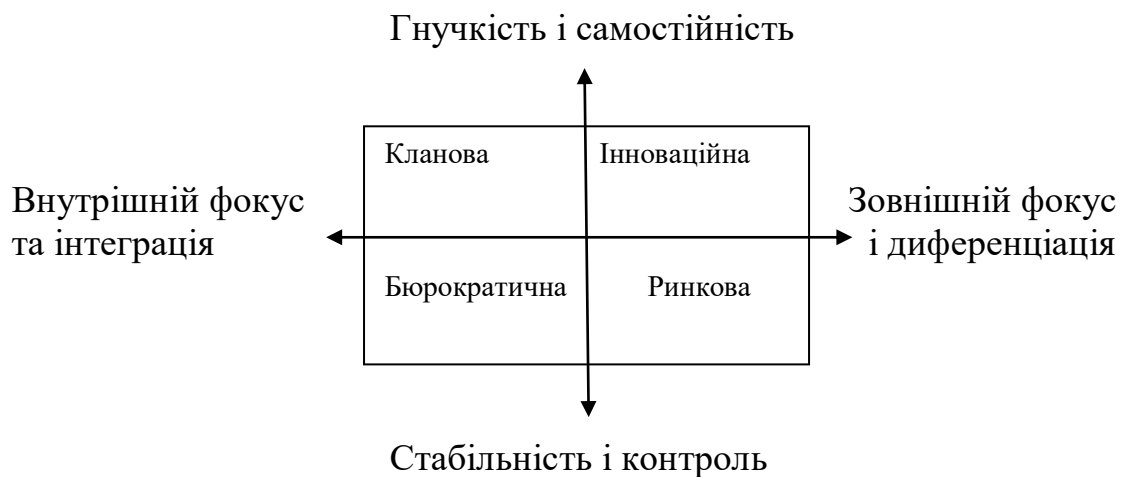 Гнучкість і самостійність
Кланова
Інноваційна
Внутрішній фокус
та інтеграція
Зовнішній фокус
і диференціація
Бюрократична
Ринкова
Стабільність і контроль